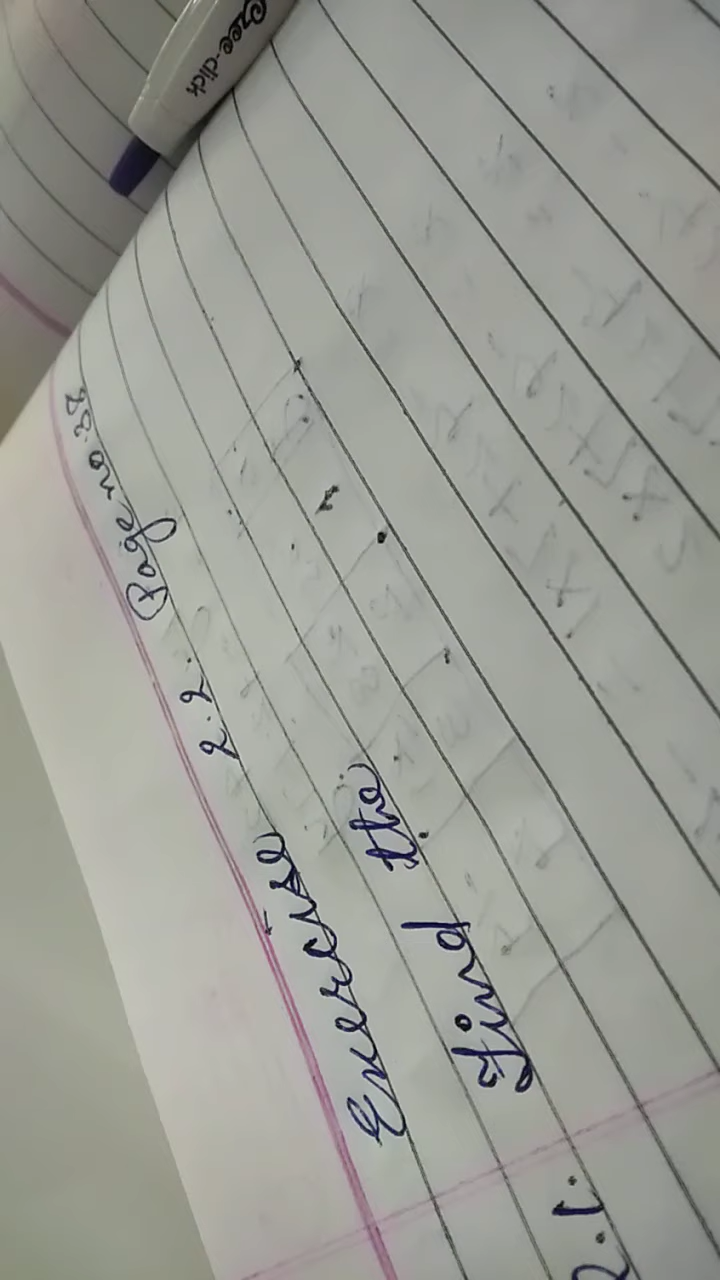 Cree-click
Exercise 2.2. Page no. 38
Q.1. Find the